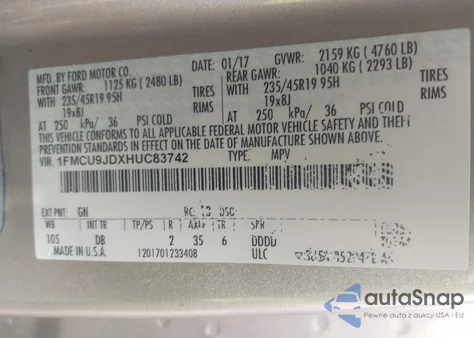 MFD. BY FORD MOTOR CO.
DATE: 01/17 GVWR: 2159 KG ( 4760 LB)
FRONT GAWR: 1125 KG ( 2480 LB) REAR GAWR: 1040 KG ( 2293 LB)
WITH 235/45R19 95H TIRES WITH 235/45R19 95H TIRES
19x8J RIMS 19x8J RIMS
AT 250 kPa/ 36 PSI COLD AT 250 kPa/ 36 PSI COLD
THIS VEHICLE CONFORMS TO ALL APPLICABLE FEDERAL MOTOR VEHICLE SAFETY AND THEFT
PREVENTION STANDARDS IN EFFECT ON THE DATE OF MANUFACTURE SHOWN ABOVE.
VIN: 1FMCU9JDXHUC83742 TYPE: MPV
EXT PNT: GN
WB INT TR TP/PS R AXLE TR SPR
105 DB 2 35 6 DDDD
MADE IN U.S.A. 1201701233408 ULC
autoSnap
Pewne auta z aukcji USA i EU